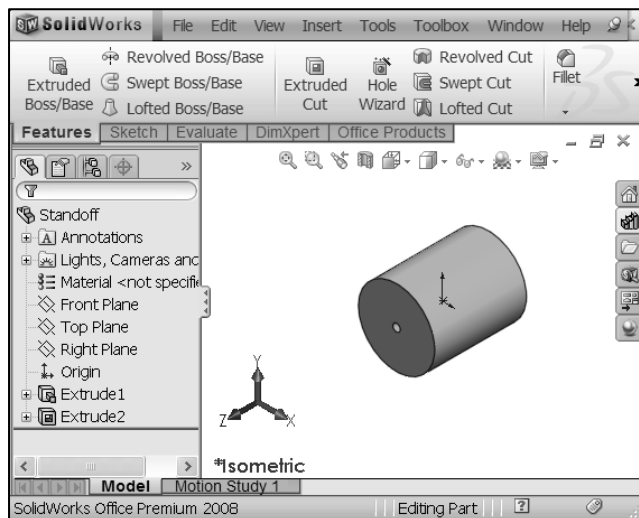 SolidWorks File Edit View Insert Tools Toolbox Window Help
Extruded Boss/Base
Revolved Boss/Base
Swept Boss/Base
Lofted Boss/Base
Extruded Cut
Hole Wizard
Revolved Cut
Swept Cut
Lofted Cut
Fillet
Features Sketch Evaluate DimXpert Office Products
Standoff
Annotations
Lights, Cameras and
Material <not specifie
Front Plane
Top Plane
Right Plane
Origin
Extrude1
Extrude2
Y
Z X
*Isometric
Model Motion Study 1
SolidWorks Office Premium 2008 Editing Part ?